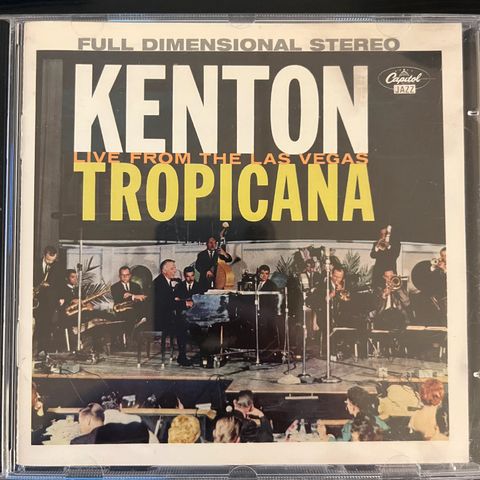 FULL DIMENSIONAL STEREO
KENTON
Capitol
JAZZ
LIVE FROM THE LAS VEGAS
TROPICANA